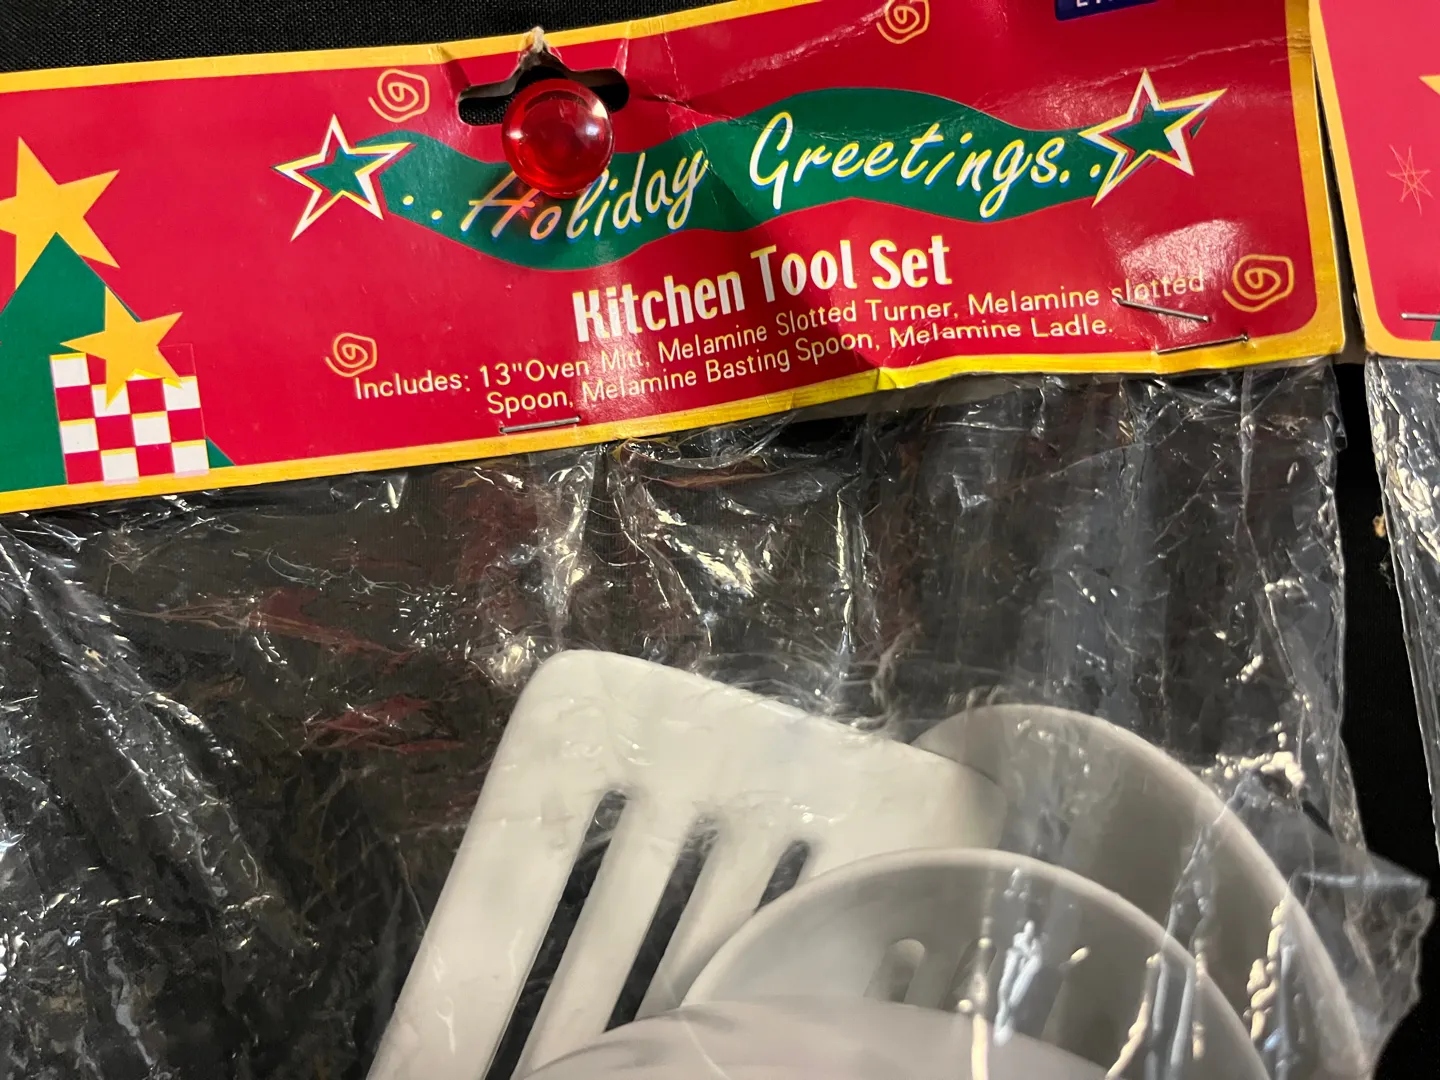 ..Holiday Greetings..
Kitchen Tool Set
Includes: 13"Oven Mitt, Melamine Slotted Turner, Melamine slotted
Spoon, Melamine Basting Spoon, Melamine Ladle.